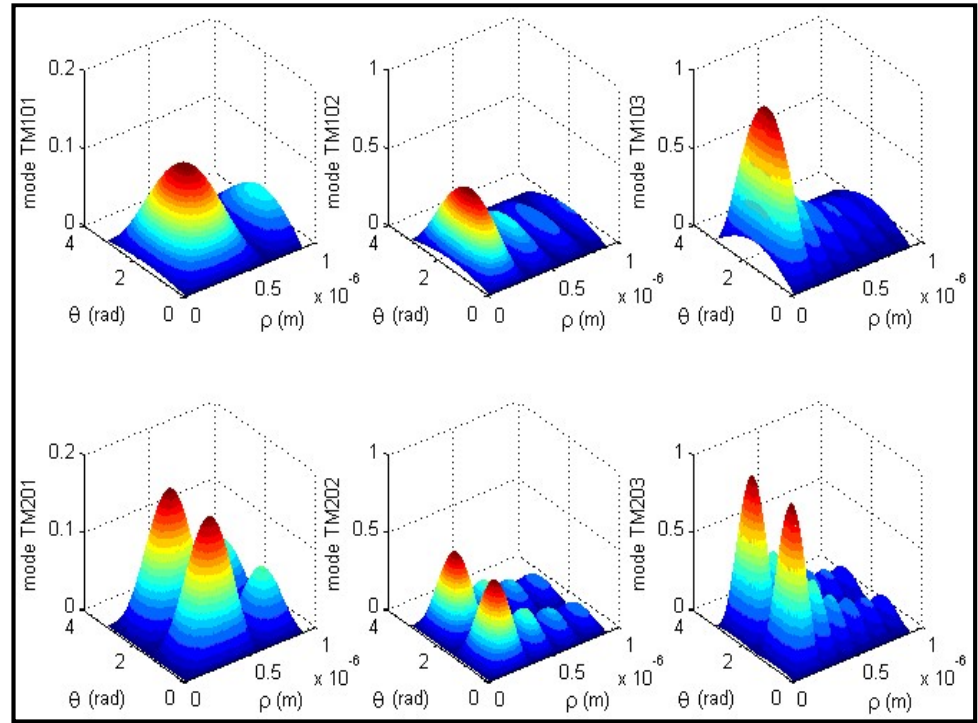 mode TM101
0.2
0.1
0
4
2
0
θ (rad)
0
0.5
1
x 10-6
ρ (m)
mode TM102
1
0.5
0
4
2
0
θ (rad)
0
0.5
1
x 10-6
ρ (m)
mode TM103
1
0.5
0
4
2
0
θ (rad)
0
0.5
1
x 10-6
ρ (m)
mode TM201
0.2
0.1
0
4
2
0
θ (rad)
0
0.5
1
x 10-6
ρ (m)
mode TM202
1
0.5
0
4
2
0
θ (rad)
0
0.5
1
x 10-6
ρ (m)
mode TM203
1
0.5
0
4
2
0
θ (rad)
0
0.5
1
x 10-6
ρ (m)